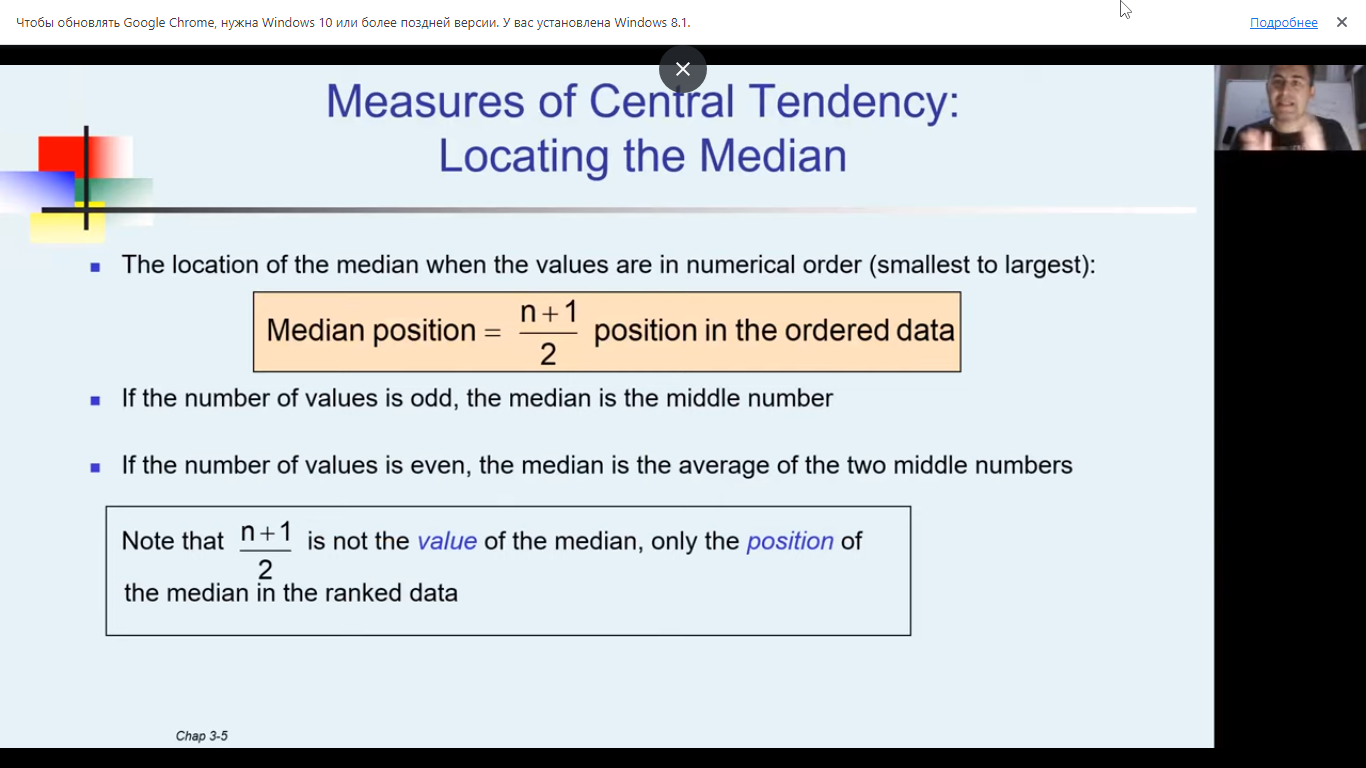 Чтобы обновлять Google Chrome, нужна Windows 10 или более поздней версии. У вас установлена Windows 8.1.
Подробнее
Measures of Central Tendency:
Locating the Median
The location of the median when the values are in numerical order (smallest to largest):
Median position = n+1/2 position in the ordered data
If the number of values is odd, the median is the middle number
If the number of values is even, the median is the average of the two middle numbers
Note that n+1/2 is not the value of the median, only the position of
the median in the ranked data
Chap 3-5